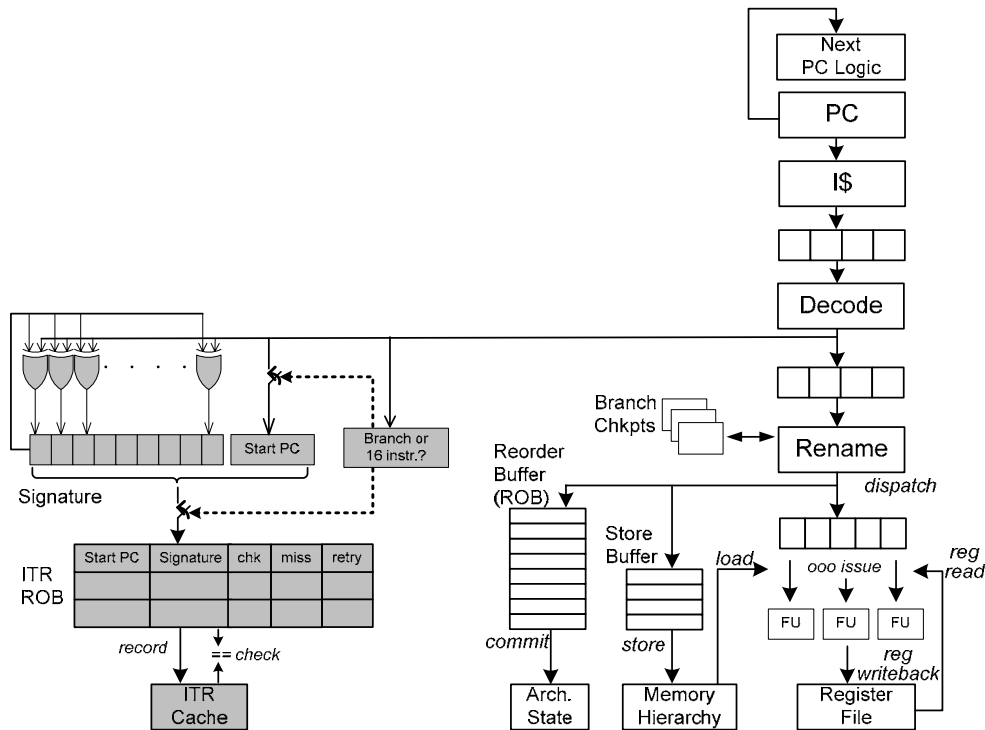 Next
PC Logic
PC
I$
Decode
Branch
Chkpts
Rename
dispatch
Start PC
Branch or
16 instr.?
Signature
Reorder
Buffer
(ROB)
Store
Buffer
load
ooo issue
reg
read
FU
FU
FU
reg
writeback
Start PC Signature chk miss retry
ITR
ROB
record
== check
ITR
Cache
commit
store
Arch.
State
Memory
Hierarchy
Register
File